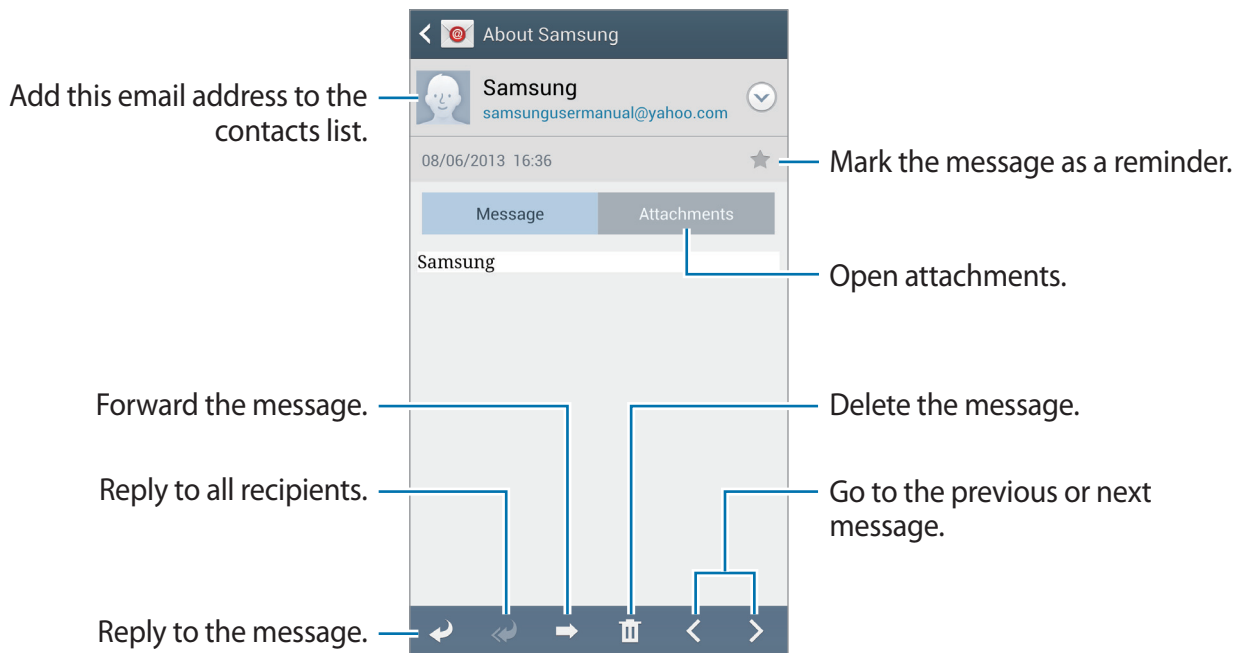 About Samsung
Add this email address to the
contacts list.
Samsung
samsungusermanual@yahoo.com
08/06/2013 16:36
Mark the message as a reminder.
Message
Attachments
Samsung
Open attachments.
Forward the message.
Delete the message.
Reply to all recipients.
Go to the previous or next
message.
Reply to the message.